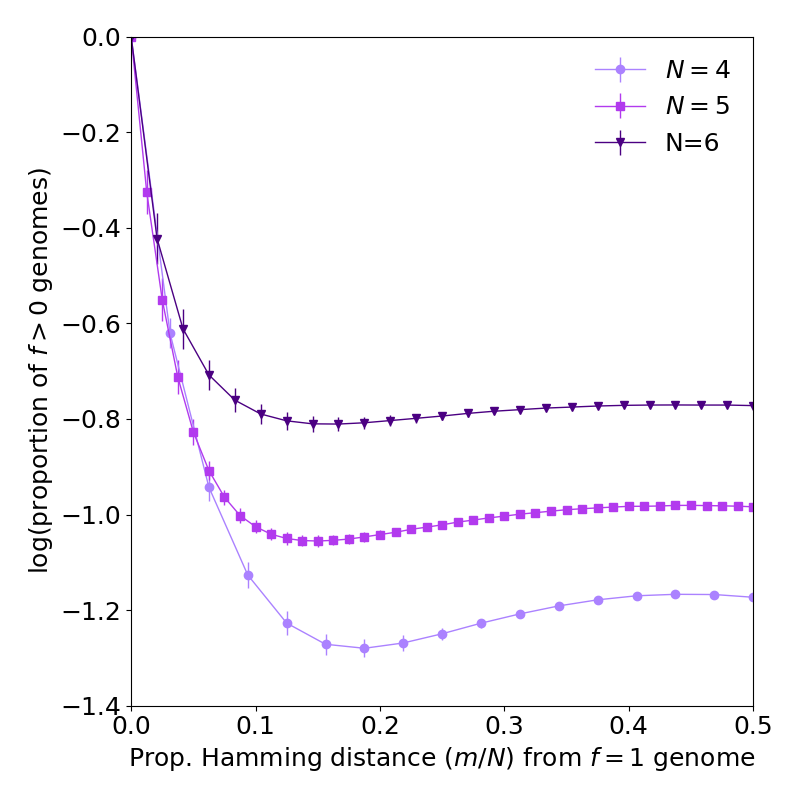 0.0
−0.2
−0.4
−0.6
−0.8
−1.0
−1.2
−1.4
log(proportion of f > 0 genomes)
N = 4
N = 5
N=6
0.0 0.1 0.2 0.3 0.4 0.5
Prop. Hamming distance (m/N) from f = 1 genome